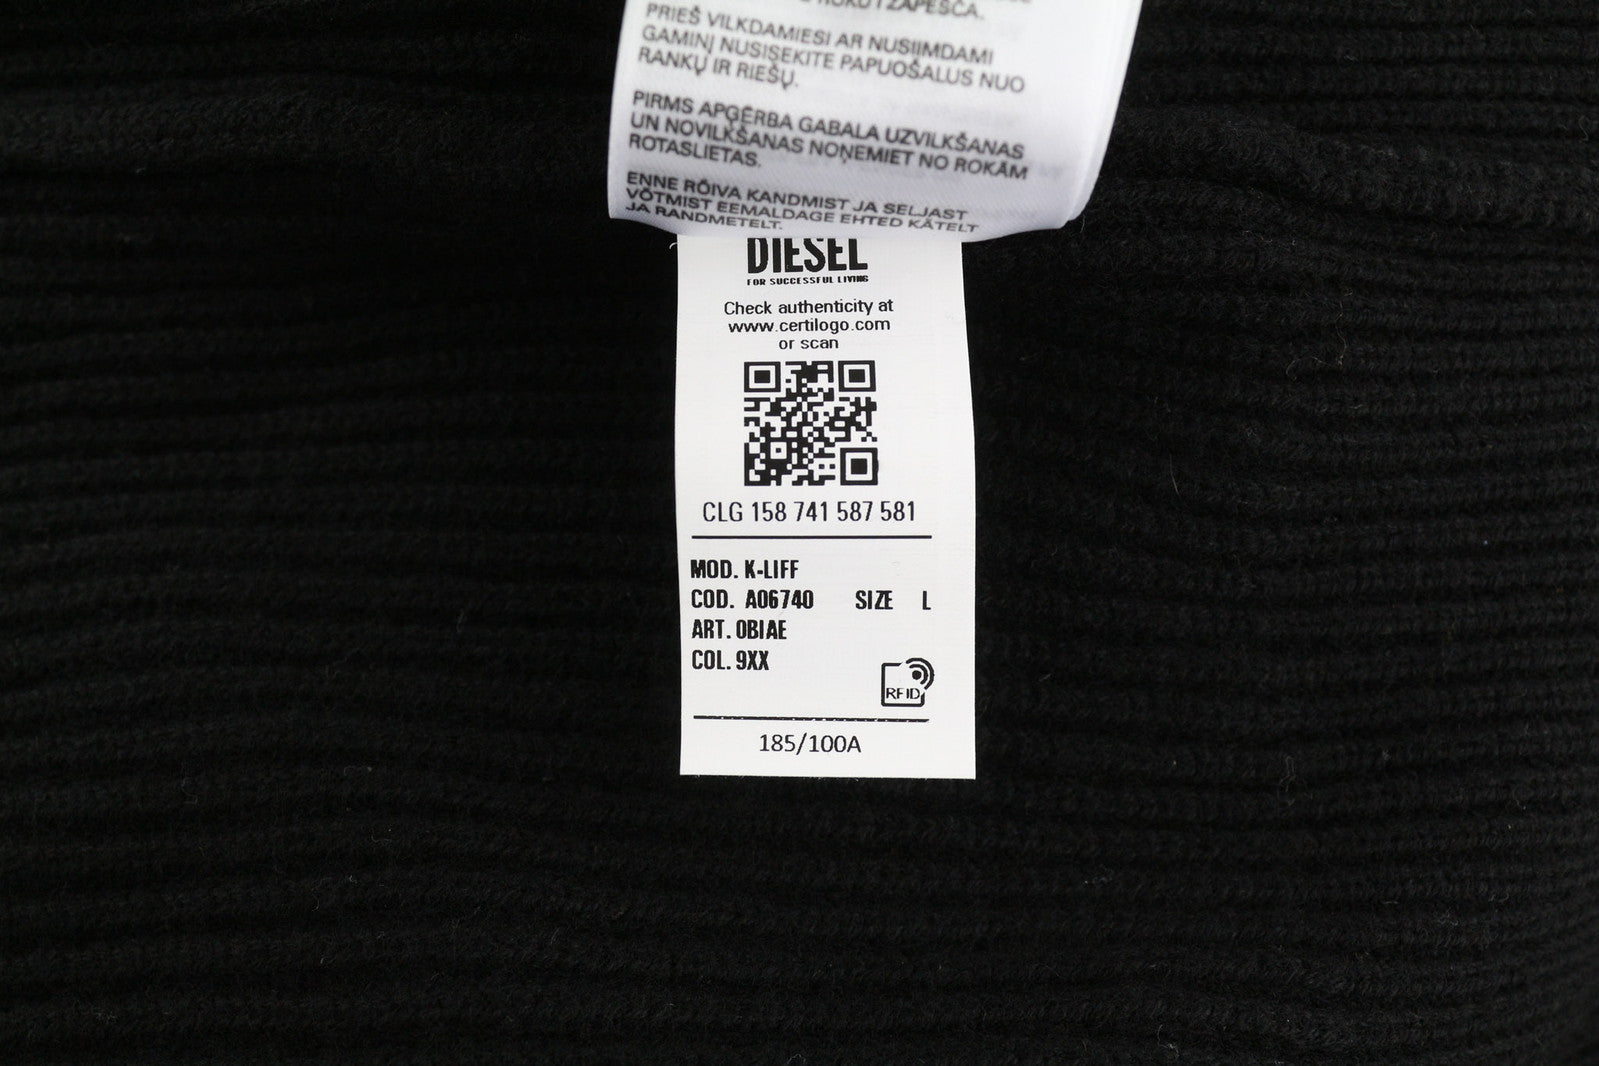 ROKO IZAPESČA.
PRIEŠ VILKDAMIESI AR NUSIIMDAMI
GAMINĮ NUSISEKITE PAPUOŠALUS NUO
RANKŲ IR RIEŠŲ.
PIRMS APĢĒRBA GABALA UZVILKŠANAS
UN NOVILKŠANAS NOŅEMIET NO ROKĀM
ROTASLIETAS.
ENNE RÕIVA KANDMIST JA SELJAST
VÕTMIST EEMALDAGE EHTED KÄTELT
JA RANDMETELT.
DIESEL
FOR SUCCESSFUL LIVING
Check authenticity at
www.certilogo.com
or scan
CLG 158 741 587 581
MOD. K-LIFF
COD. A06740 SIZE L
ART. 0BIAE
COL. 9XX
RFID
185/100A